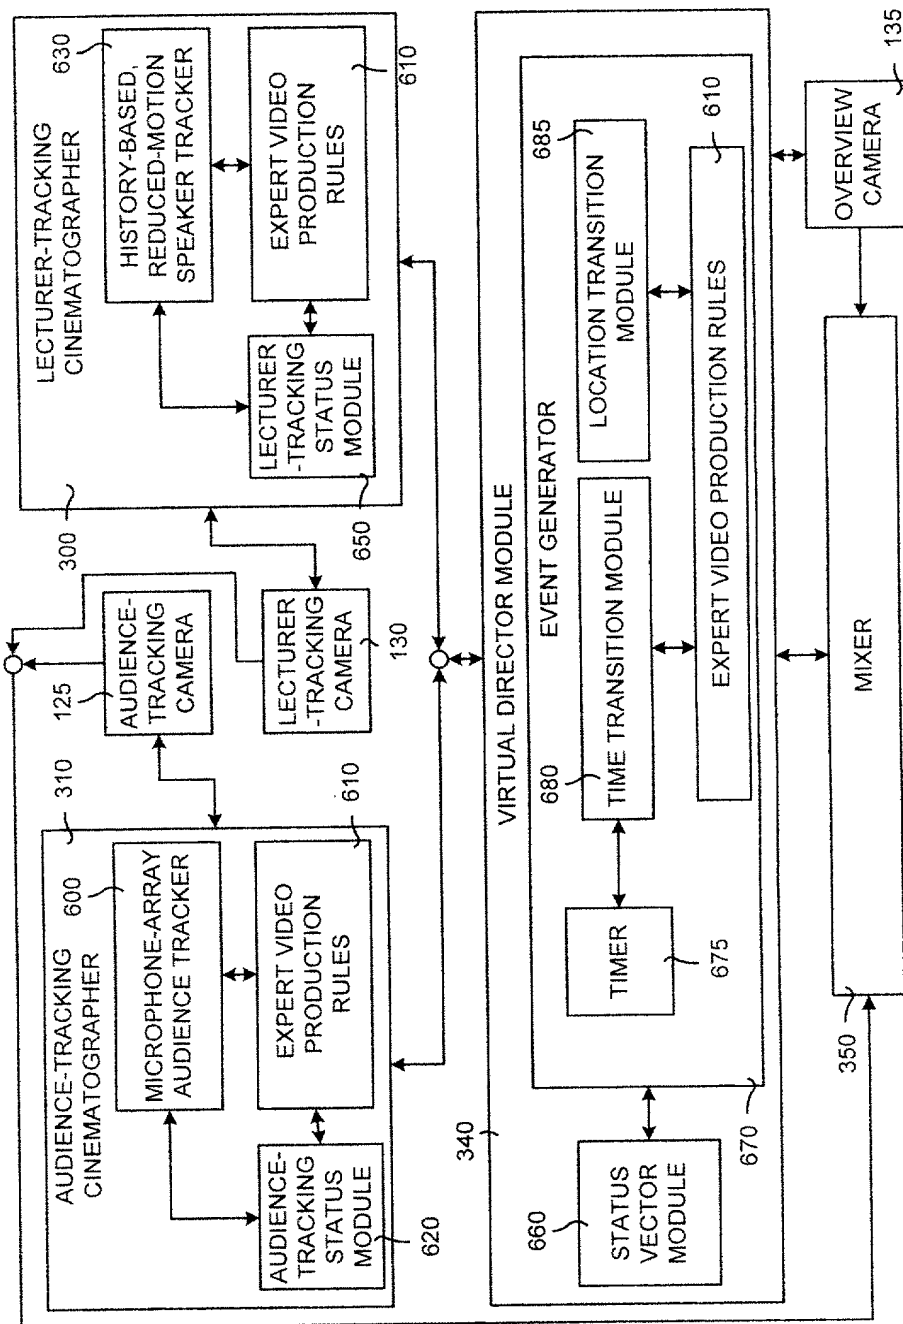 AUDIENCE-TRACKING
CINEMATOGRAPHER
310
600
MICROPHONE-ARRAY
AUDIENCE TRACKER
EXPERT VIDEO
PRODUCTION
RULES
610
AUDIENCE-
TRACKING
STATUS
MODULE
620
125
AUDIENCE-
TRACKING
CAMERA
LECTURER
-TRACKING
CAMERA
130
300
LECTURER-TRACKING
CINEMATOGRAPHER
630
HISTORY-BASED,
REDUCED-MOTION
SPEAKER TRACKER
EXPERT VIDEO
PRODUCTION
RULES
610
LECTURER
-TRACKING
STATUS
MODULE
650
340
VIRTUAL DIRECTOR MODULE
EVENT GENERATOR
660
STATUS
VECTOR
MODULE
670
TIMER
675
680
TIME TRANSITION MODULE
LOCATION TRANSITION
MODULE
685
EXPERT VIDEO PRODUCTION RULES
610
350
MIXER
OVERVIEW
CAMERA
135